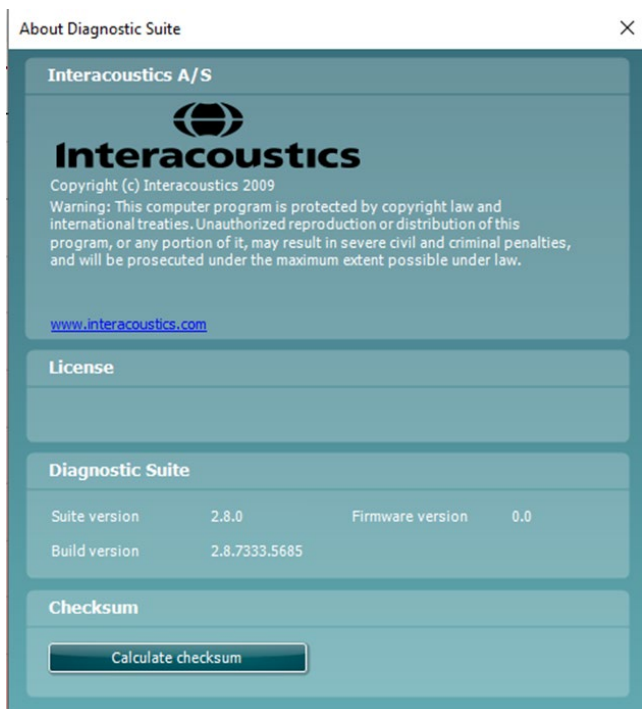 About Diagnostic Suite
Interacoustics A/S
Interacoustics
Copyright (c) Interacoustics 2009
Warning: This computer program is protected by copyright law and
international treaties. Unauthorized reproduction or distribution of this
program, or any portion of it, may result in severe civil and criminal penalties,
and will be prosecuted under the maximum extent possible under law.
www.interacoustics.com
License
Diagnostic Suite
Suite version 2.8.0 Firmware version 0.0
Build version 2.8.7333.5685
Checksum
Calculate checksum